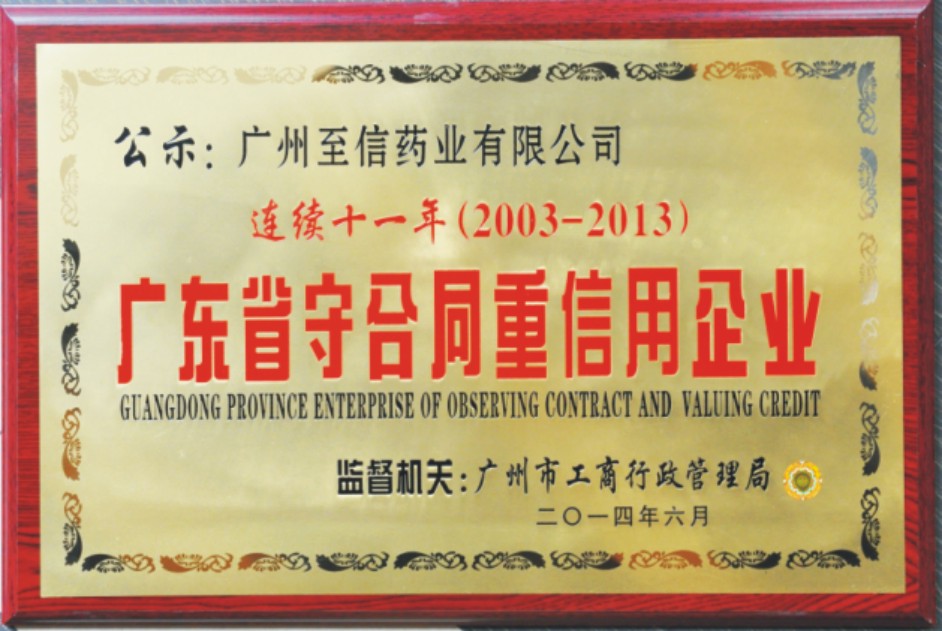 公示：广州至信药业有限公司
连续十一年(2003-2013)
广东省守合同重信用企业
GUANGDONG PROVINCE ENTERPRISE OF OBSERVING CONTRACT AND VALUING CREDIT
监督机关：广州市工商行政管理局
二〇一四年六月